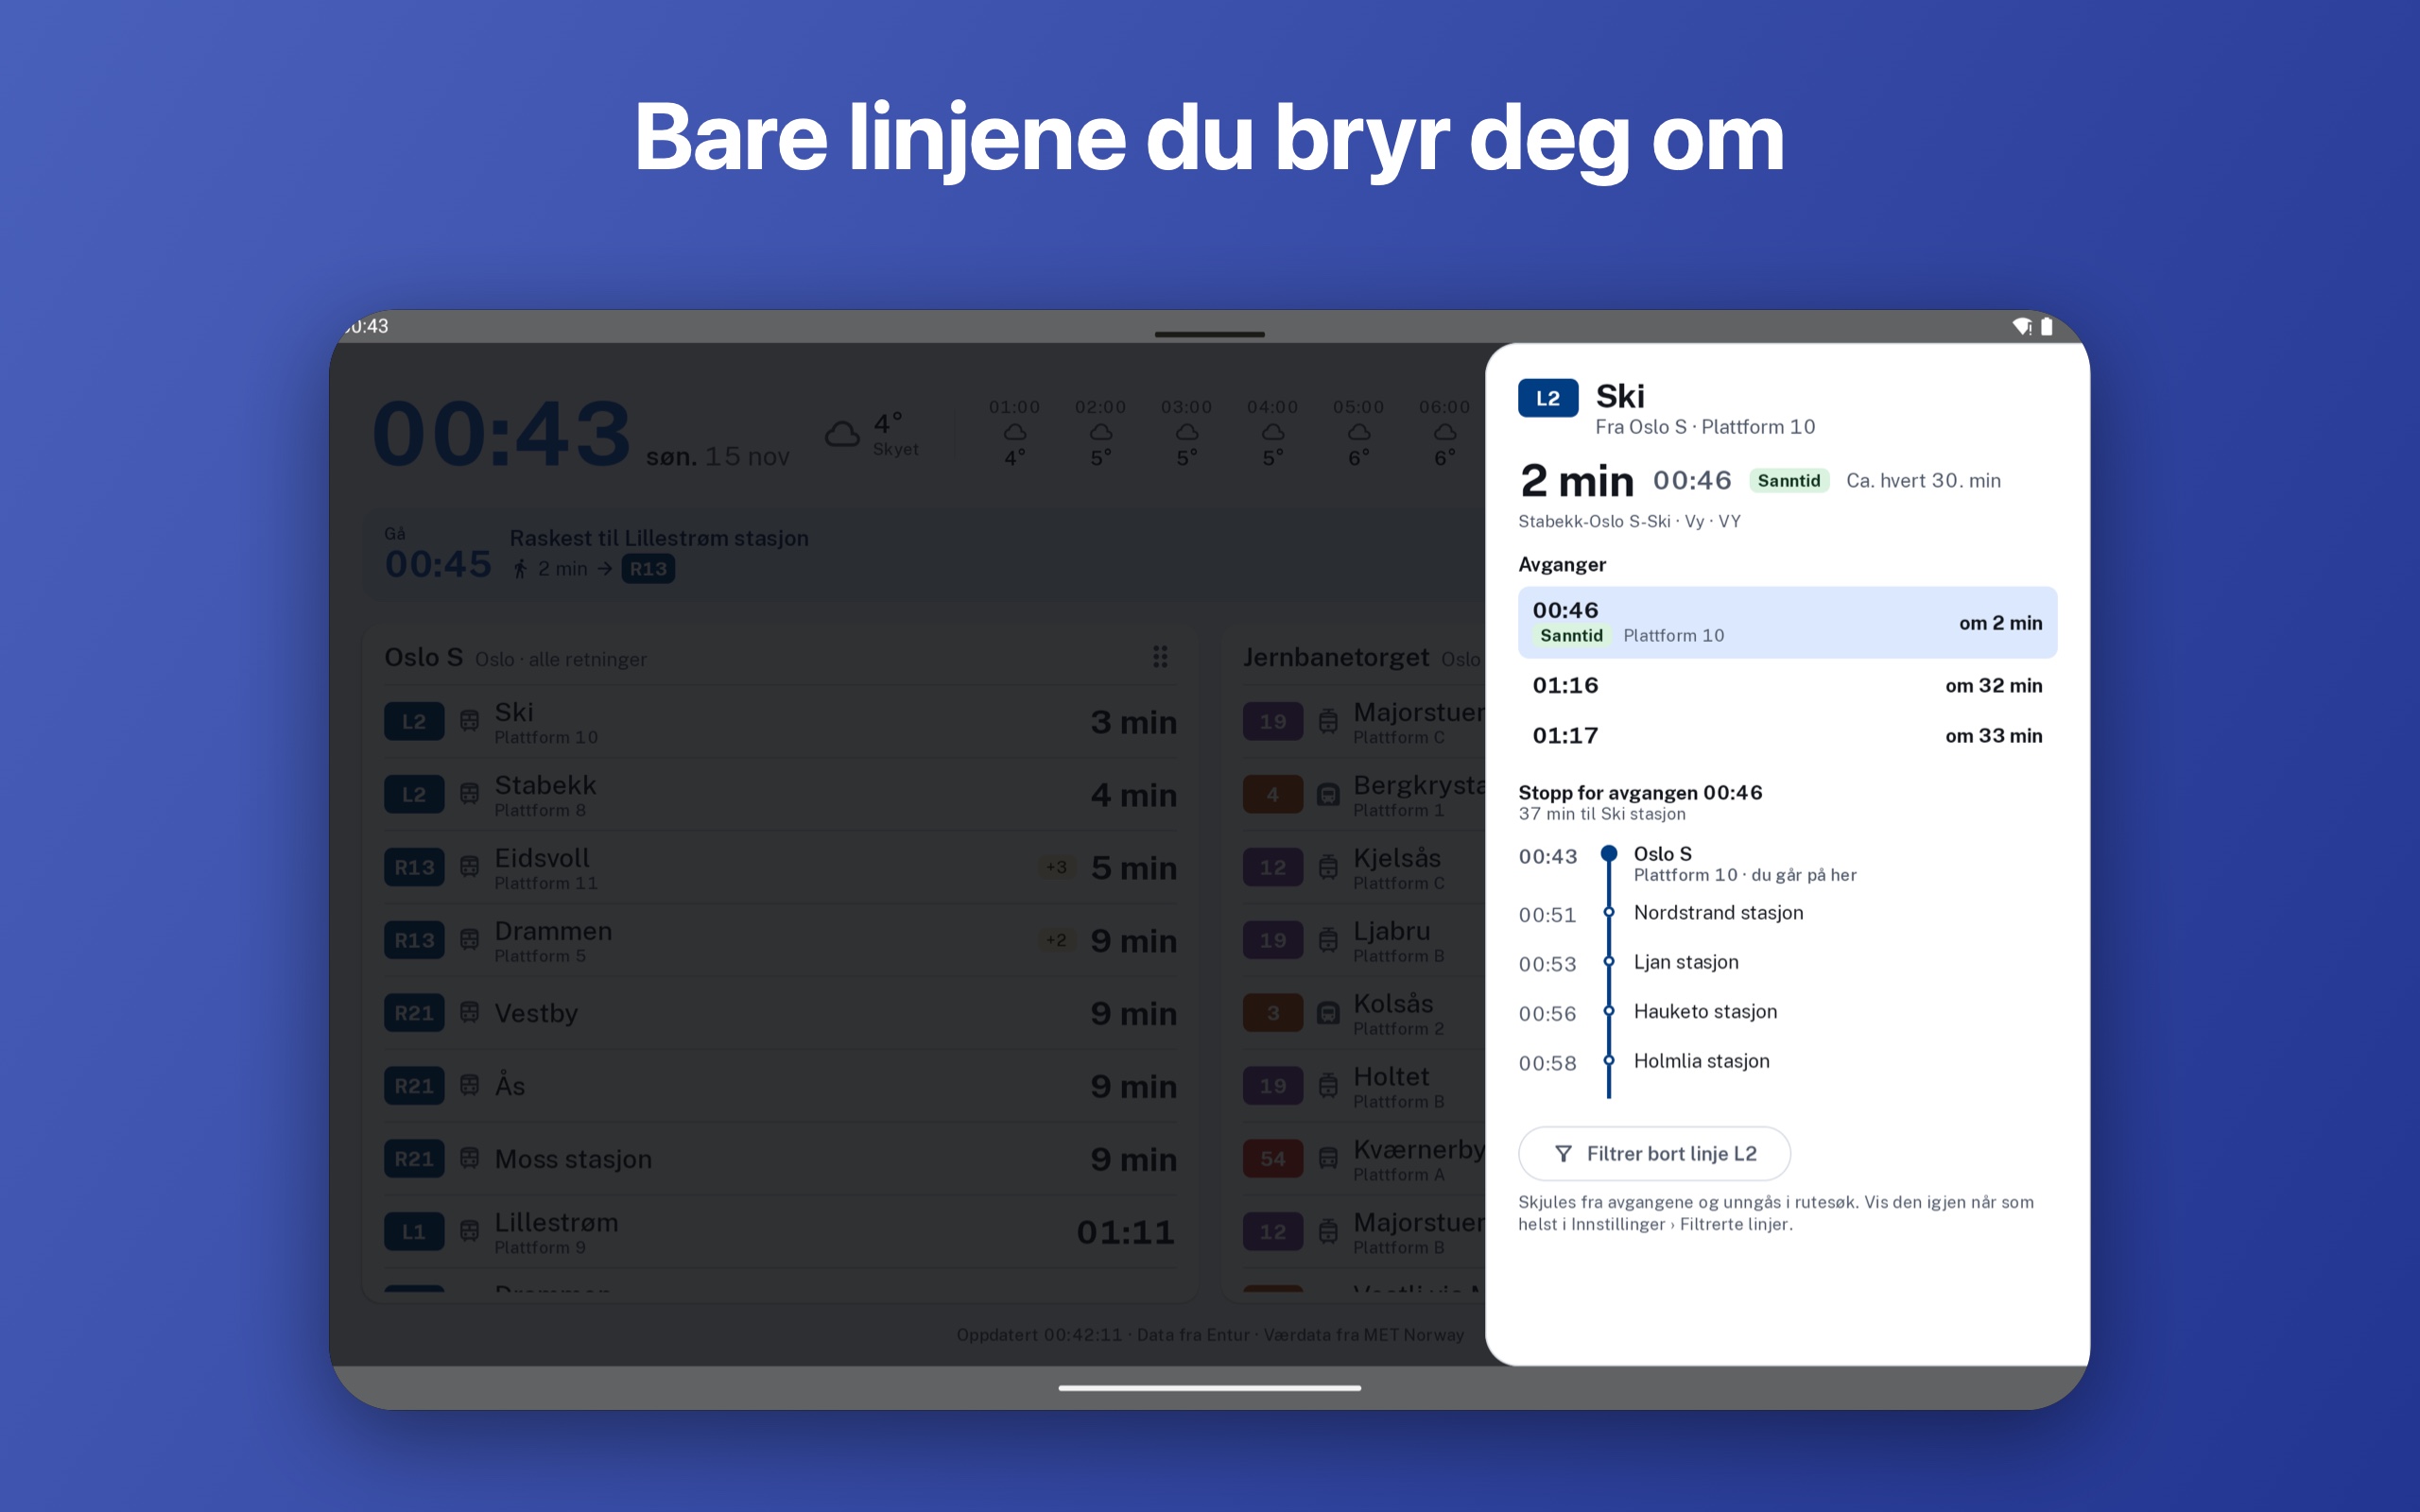 Bare linjene du bryr deg om
00:43
søn. 15 nov
4°
Skyet
01:00 02:00 03:00 04:00 05:00 06:00
4° 5° 5° 5° 6° 6°
Gå
00:45
Raskest til Lillestrøm stasjon
2 min → R13
Oslo S Oslo · alle retninger
L2 Ski 3 min
Plattform 10
L2 Stabekk 4 min
Plattform 8
R13 Eidsvoll +3 5 min
Plattform 11
R13 Drammen +2 9 min
Plattform 5
R21 Vestby 9 min
R21 Ås 9 min
R21 Moss stasjon 9 min
L1 Lillestrøm 01:11
Plattform 9
Jernbanetorget Oslo
19 Majorstuen
Plattform C
4
Plattform 1
12 Kjelsås
Plattform C
19 Ljabru
Plattform B
3 Kolsås
Plattform 2
19 Holtet
Plattform B
54 Kværnerby
Plattform A
12 Majorstuen
Plattform B
Oppdatert 00:42:11 · Data fra Entur · Værdata fra MET Norway
L2 Ski
Fra Oslo S · Plattform 10
2 min 00:46 Sanntid Ca. hvert 30. min
Stabekk-Oslo S-Ski · Vy · VY
Avganger
00:46 om 2 min
Sanntid Plattform 10
01:16 om 32 min
01:17 om 33 min
Stopp for avgangen 00:46
37 min til Ski stasjon
00:43 Oslo S
Plattform 10 · du går på her
00:51 Nordstrand stasjon
00:53 Ljan stasjon
00:56 Hauketo stasjon
00:58 Holmlia stasjon
Filtrer bort linje L2
Skjules fra avgangene og unngås i rutesøk. Vis den igjen når som
helst i Innstillinger › Filtrerte linjer.